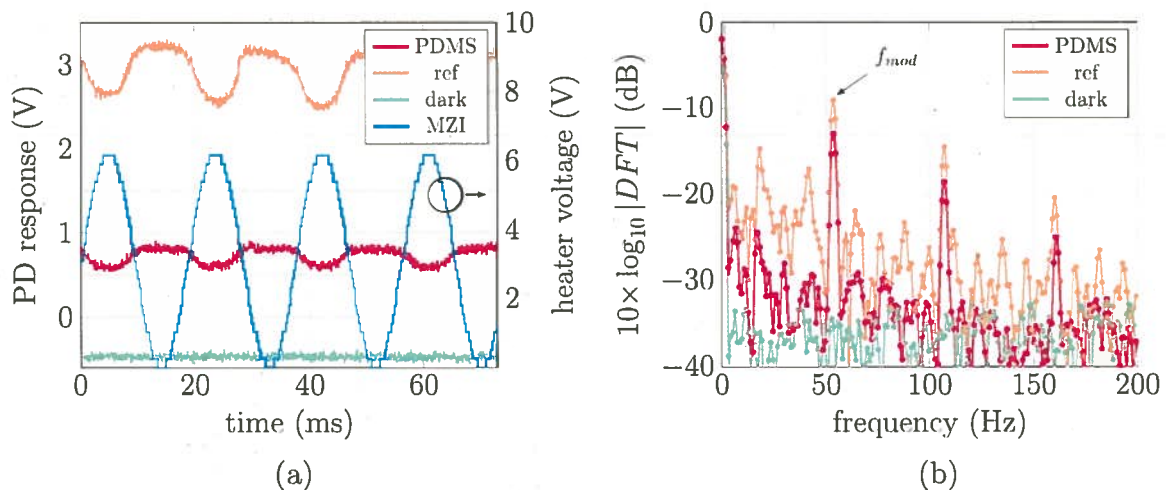 PDMS
ref
dark
MZI
PD response (V)
3
2
1
0
10
8
6
4
2
heater voltage (V)
0
20
40
60
time (ms)
(a)
PDMS
ref
dark
f_mod
10× log₁₀ |DFT| (dB)
0
−10
−20
−30
−40
0
50
100
150
200
frequency (Hz)
(b)